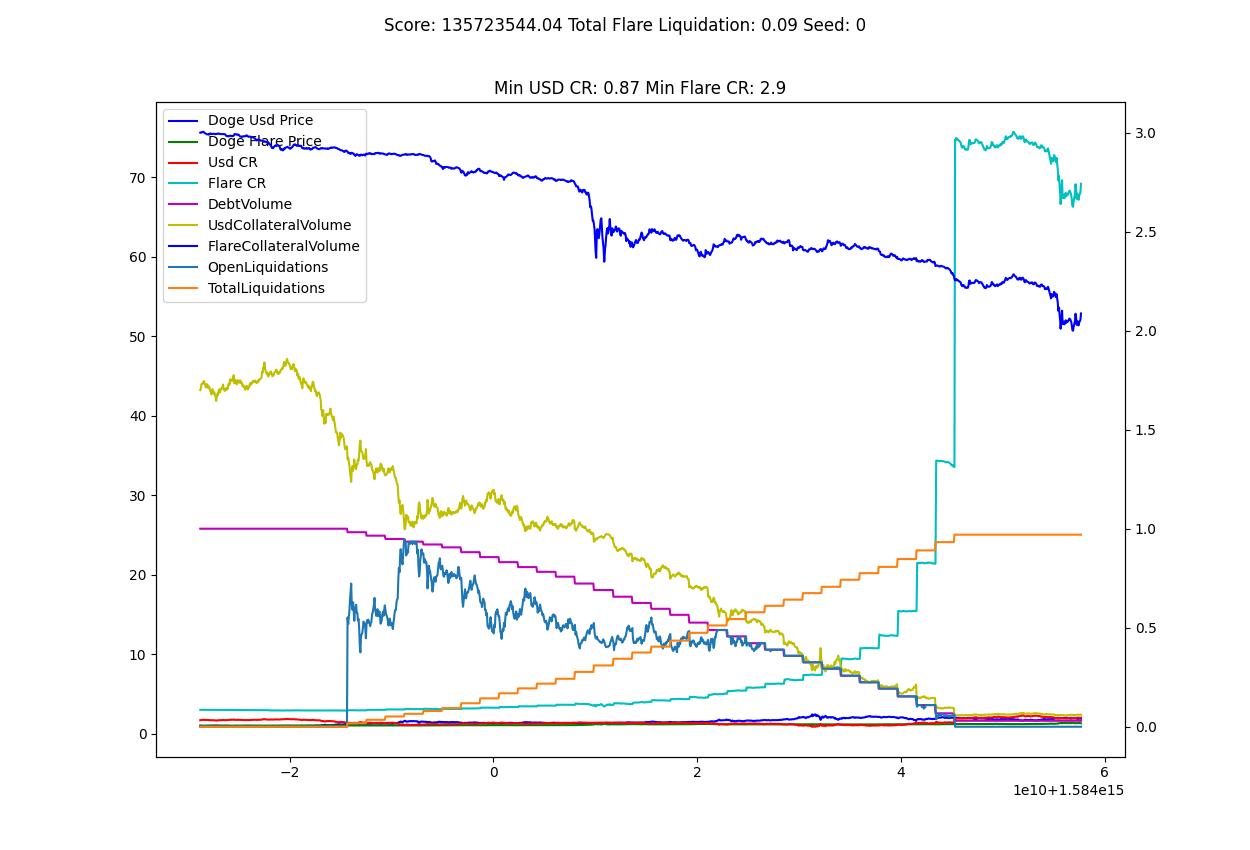 Score: 135723544.04 Total Flare Liquidation: 0.09 Seed: 0
Min USD CR: 0.87 Min Flare CR: 2.9
Doge Usd Price
Doge Flare Price
Usd CR
Flare CR
DebtVolume
UsdCollateralVolume
FlareCollateralVolume
OpenLiquidations
TotalLiquidations
70
60
50
40
30
20
10
0
3.0
2.5
2.0
1.5
1.0
0.5
0.0
−2 0 2 4 6
1e10+1.584e15